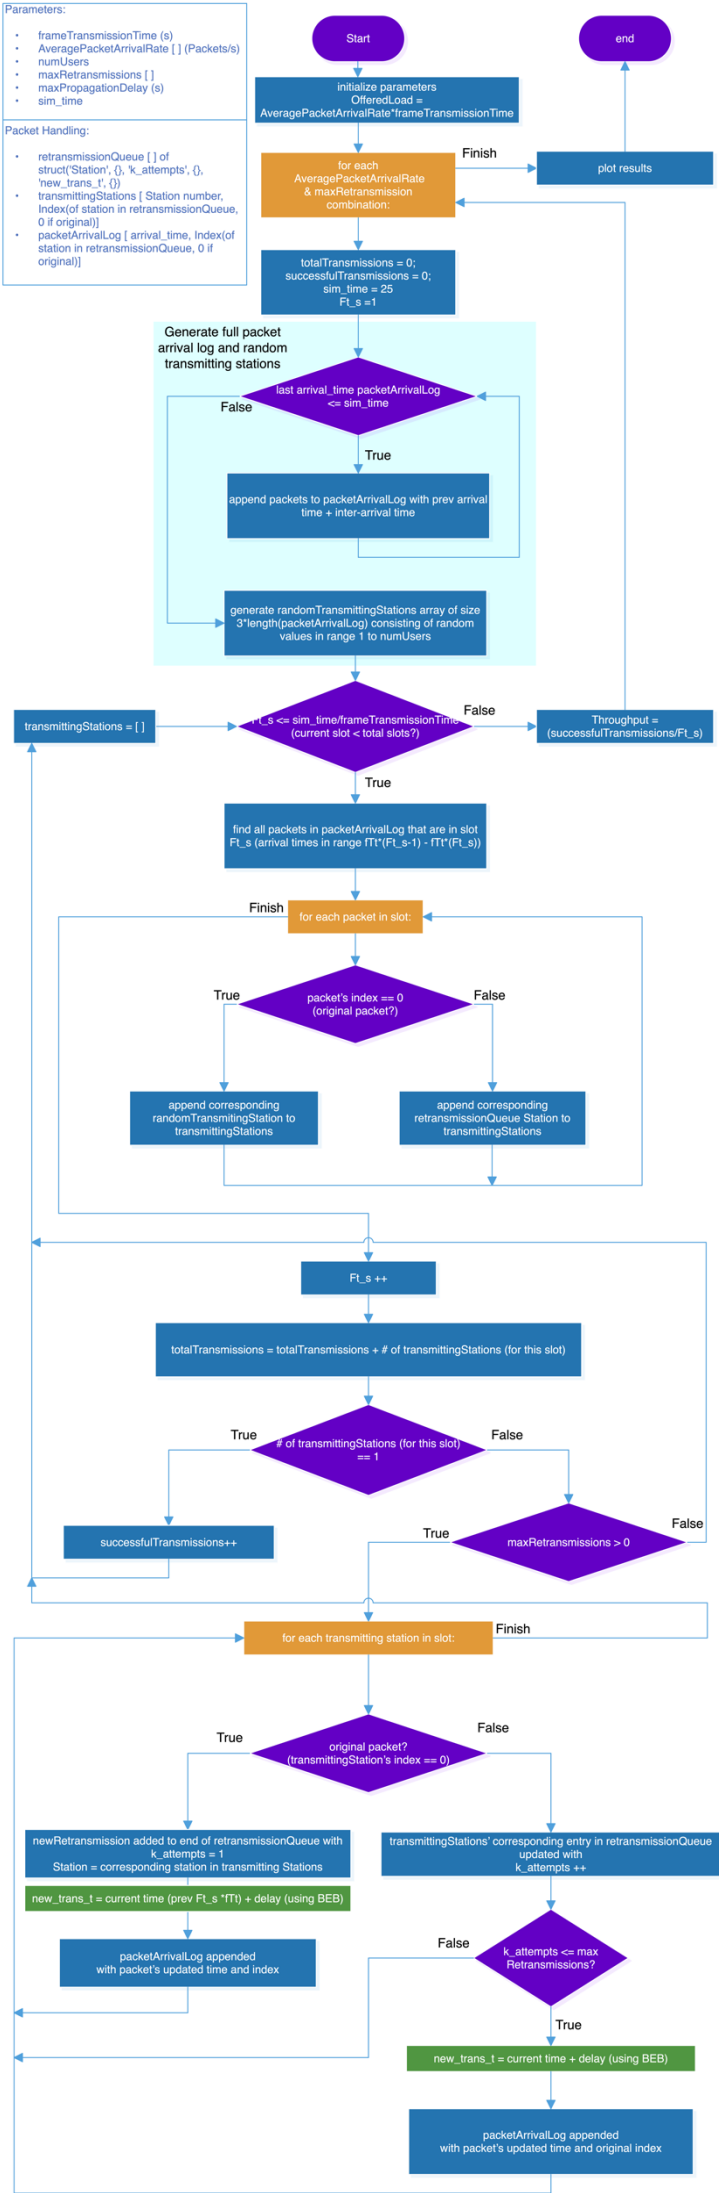 Parameters:
• frameTransmissionTime (s)
• AveragePacketArrivalRate [ ] (Packets/s)
• numUsers
• maxRetransmissions [ ]
• maxPropagationDelay (s)
• sim_time
Packet Handling:
• retransmissionQueue [ ] of
struct('Station', {}, 'k_attempts', {},
'new_trans_t', {})
• transmittingStations [ Station number,
Index(of station in retransmissionQueue,
0 if original)]
• packetArrivalLog [ arrival_time, Index(of
station in retransmissionQueue, 0 if
original)]
Start
end
initialize parameters
OfferedLoad =
AveragePacketArrivalRate*frameTransmissionTime
for each
AveragePacketArrivalRate
& maxRetransmission
combination:
Finish
plot results
totalTransmissions = 0;
successfulTransmissions = 0;
sim_time = 25
Ft_s =1
Generate full packet
arrival log and random
transmitting stations
last arrival_time packetArrivalLog
<= sim_time
False
True
append packets to packetArrivalLog with prev arrival
time + inter-arrival time
generate randomTransmittingStations array of size
3*length(packetArrivalLog) consisting of random
values in range 1 to numUsers
transmittingStations = [ ]
Ft_s <= sim_time/frameTransmissionTime
(current slot < total slots?)
False
Throughput =
(successfulTransmissions/Ft_s)
True
find all packets in packetArrivalLog that are in slot
Ft_s (arrival times in range fTt*(Ft_s-1) - fTt*(Ft_s))
Finish
for each packet in slot:
True
packet's index == 0
(original packet?)
False
append corresponding
randomTransmitingStation to
transmittingStations
append corresponding
retransmissionQueue Station to
transmittingStations
Ft_s ++
totalTransmissions = totalTransmissions + # of transmittingStations (for this slot)
True
# of transmittingStations (for this slot)
== 1
False
successfulTransmissions++
True
maxRetransmissions > 0
False
for each transmitting station in slot:
Finish
True
original packet?
(transmittingStation's index == 0)
False
newRetransmission added to end of retransmissionQueue with
k_attempts = 1
Station = corresponding station in transmitting Stations
transmittingStations' corresponding entry in retransmissionQueue
updated with
k_attempts ++
new_trans_t = current time (prev Ft_s *fTt) + delay (using BEB)
packetArrivalLog appended
with packet's updated time and index
False
k_attempts <= max
Retransmissions?
True
new_trans_t = current time + delay (using BEB)
packetArrivalLog appended
with packet's updated time and original index